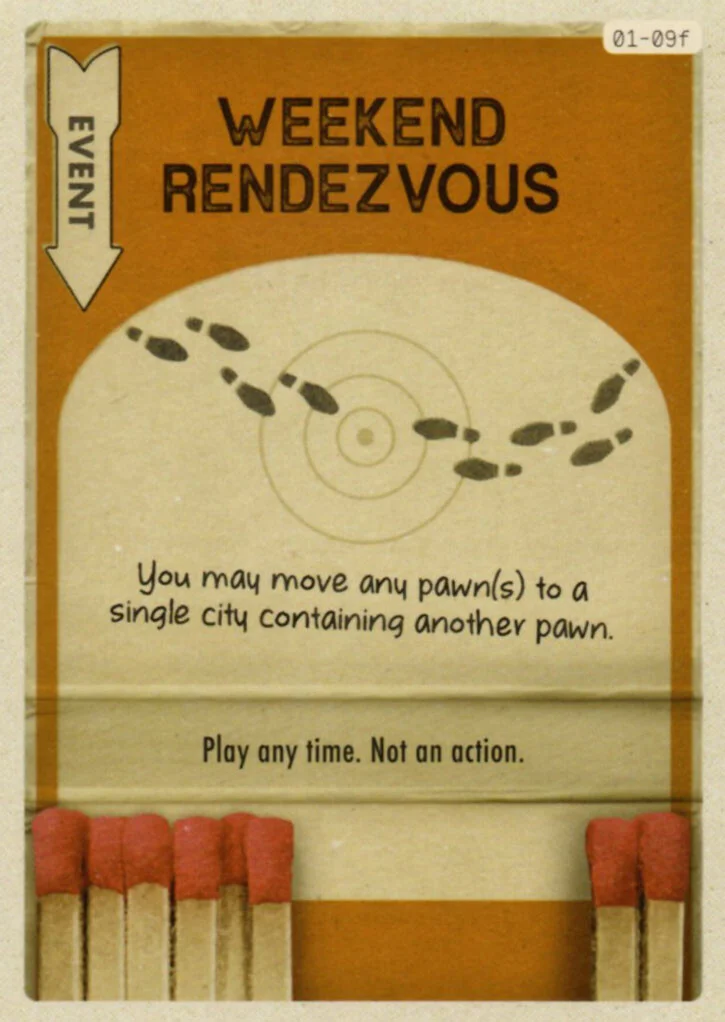 01-09f
EVENT
WEEKEND
RENDEZVOUS
You may move any pawn(s) to a
single city containing another pawn.
Play any time. Not an action.